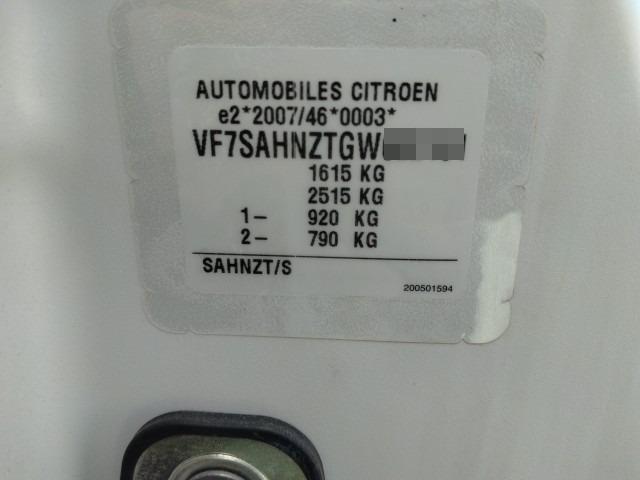 AUTOMOBILES CITROEN
e2*2007/46*0003*
VF7SAHNZTGW
1615 KG
2515 KG
1- 920 KG
2- 790 KG
SAHNZT/S
200501594